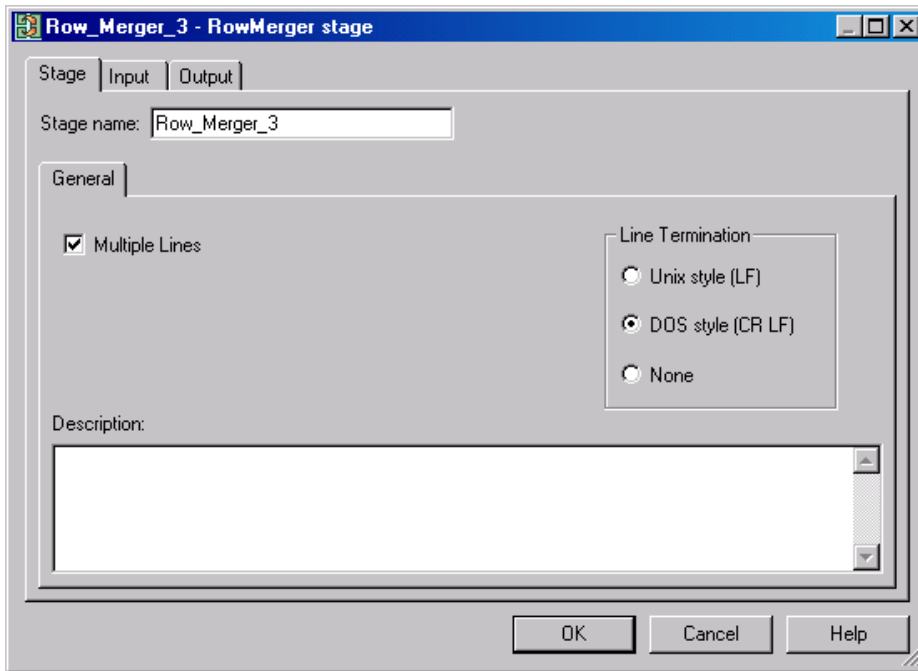 Row_Merger_3 - RowMerger stage
Stage Input Output
Stage name: Row_Merger_3
General
Multiple Lines
Line Termination
Unix style (LF)
DOS style (CR LF)
None
Description:
OK Cancel Help